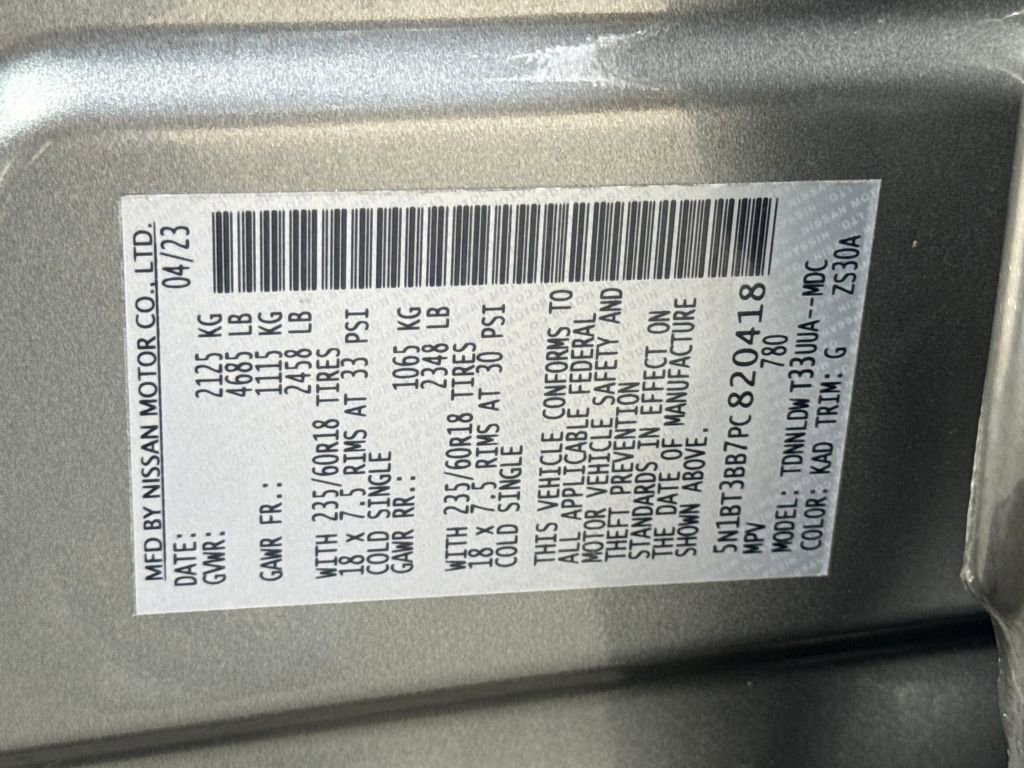 MFD BY NISSAN MOTOR CO., LTD.
DATE: 04/23
GVWR: 2125 KG
4685 LB
GAWR FR.: 1115 KG
2458 LB
WITH 235/60R18 TIRES
18 X 7.5 RIMS AT 33 PSI
COLD SINGLE
GAWR RR.: 1065 KG
2348 LB
WITH 235/60R18 TIRES
18 X 7.5 RIMS AT 30 PSI
COLD SINGLE
THIS VEHICLE CONFORMS TO
ALL APPLICABLE FEDERAL
MOTOR VEHICLE SAFETY AND
THEFT PREVENTION
STANDARDS IN EFFECT ON
THE DATE OF MANUFACTURE
SHOWN ABOVE.
5N1BT3BB7PC820418
MPV 780
MODEL: TDNNLDW T33UUA--MDC
COLOR: KAD TRIM: G ZS30A